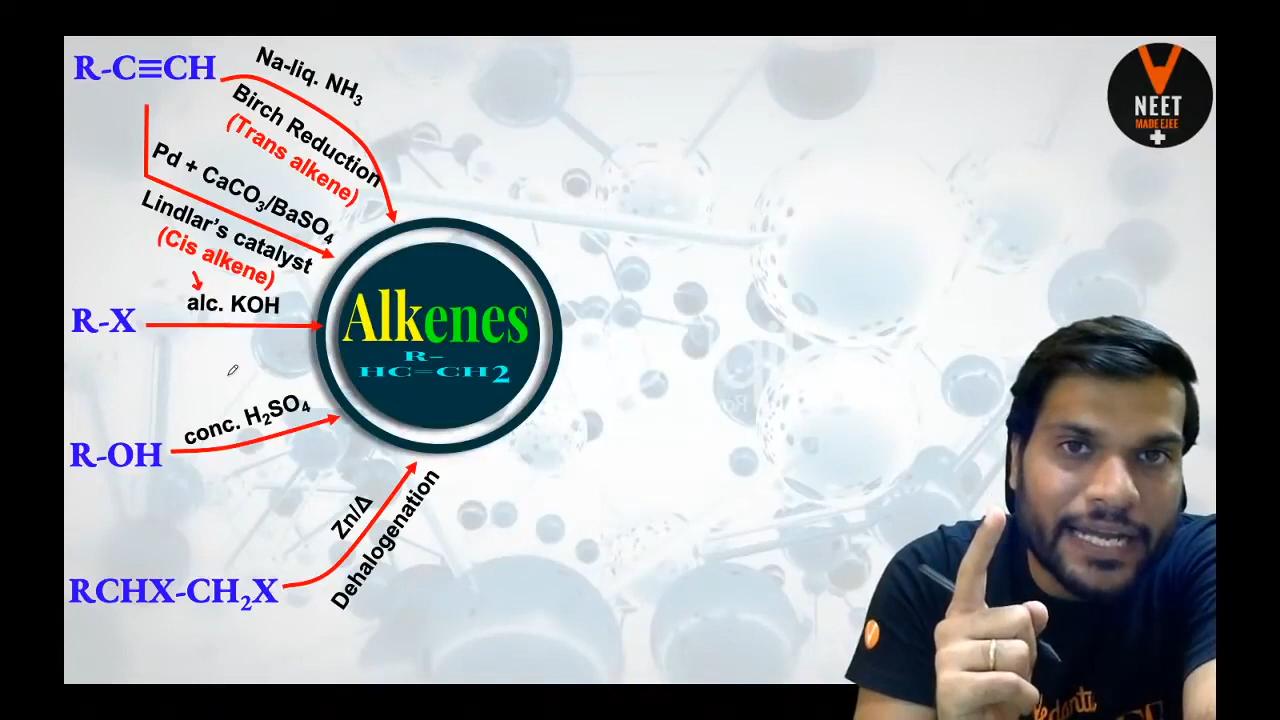 R-C≡CH
Na-liq. NH₃
Birch Reduction
(Trans alkene)
Pd + CaCO₃/BaSO₄
Lindlar's catalyst
(Cis alkene)
R-X
alc. KOH
R-OH
conc. H₂SO₄
RCHX-CH₂X
Zn/Δ
Dehalogenation
Alkenes
R-
HC=CH2
NEET
MADE EJEE